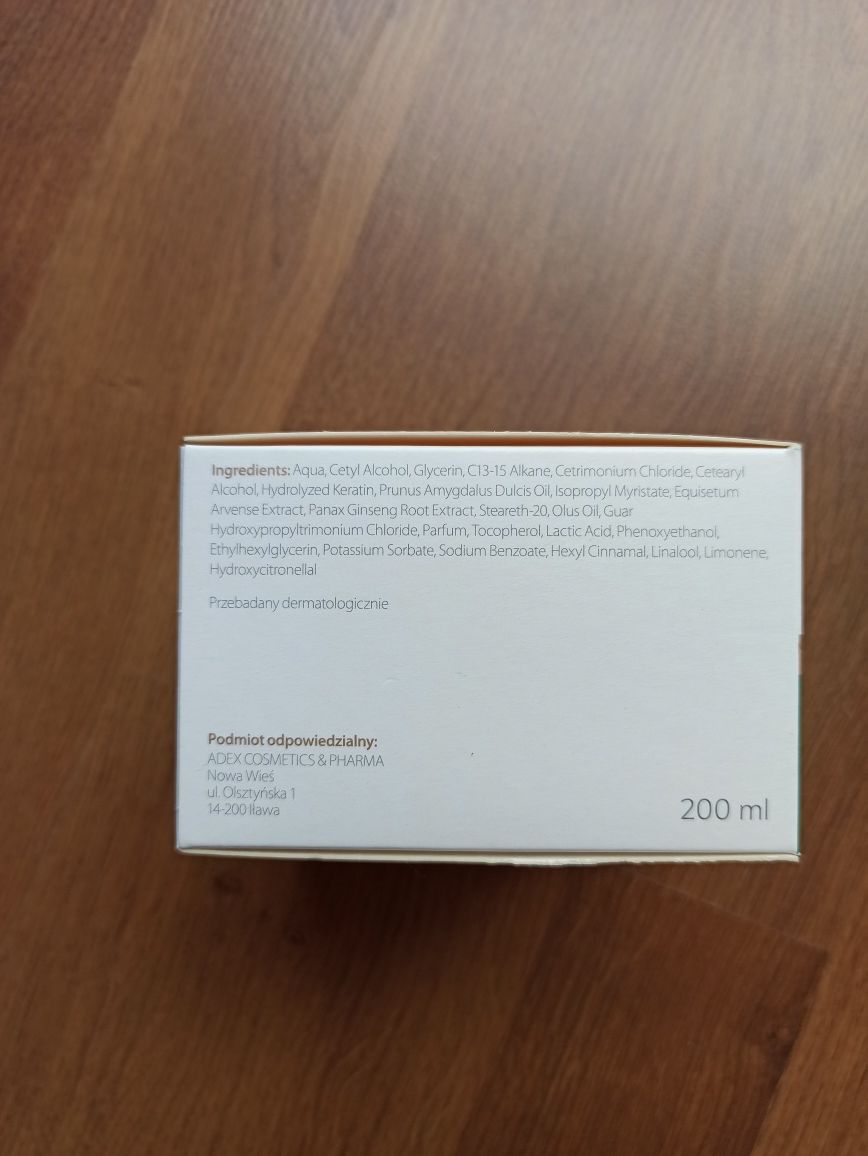 Ingredients: Aqua, Cetyl Alcohol, Glycerin, C13-15 Alkane, Cetrimonium Chloride, Cetearyl
Alcohol, Hydrolyzed Keratin, Prunus Amygdalus Dulcis Oil, Isopropyl Myristate, Equisetum
Arvense Extract, Panax Ginseng Root Extract, Steareth-20, Olus Oil, Guar
Hydroxypropyltrimonium Chloride, Parfum, Tocopherol, Lactic Acid, Phenoxyethanol,
Ethylhexylglycerin, Potassium Sorbate, Sodium Benzoate, Hexyl Cinnamal, Linalool, Limonene,
Hydroxycitronellal
Przebadany dermatologicznie
Podmiot odpowiedzialny:
ADEX COSMETICS & PHARMA
Nowa Wieś
ul. Olsztyńska 1
14-200 Iława
200 ml